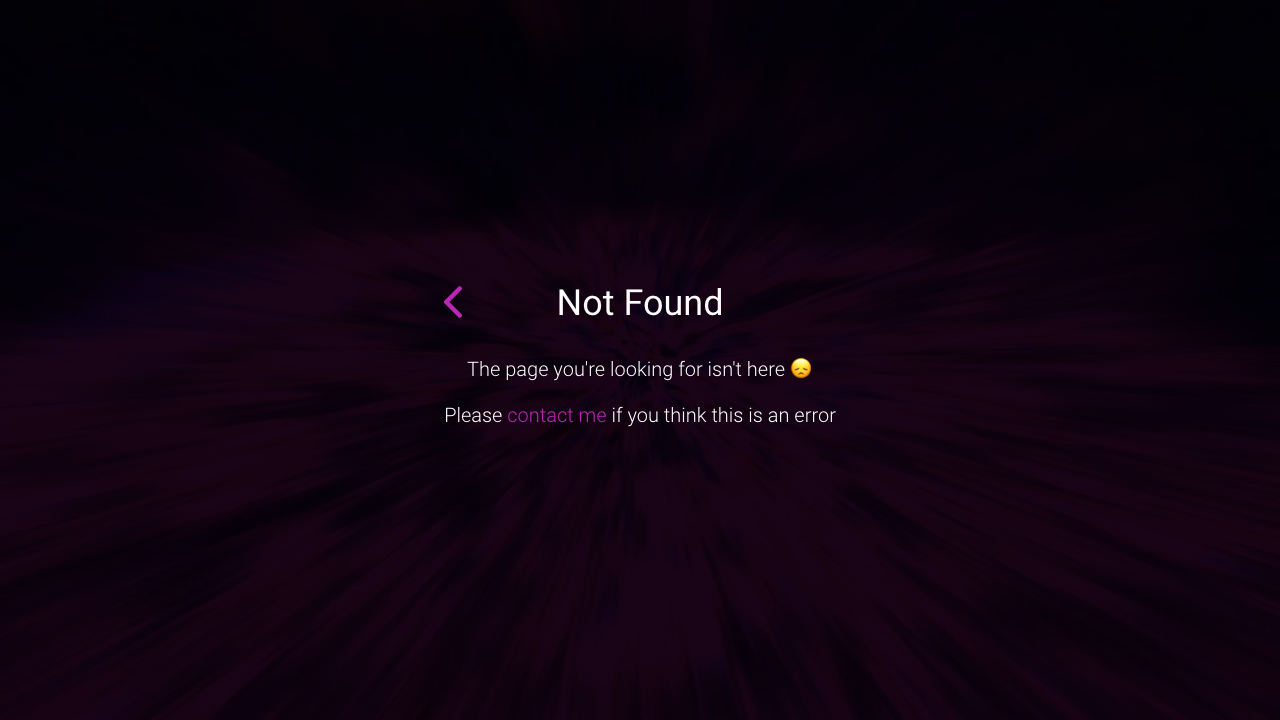 Not Found
The page you're looking for isn't here 😞
Please contact me if you think this is an error